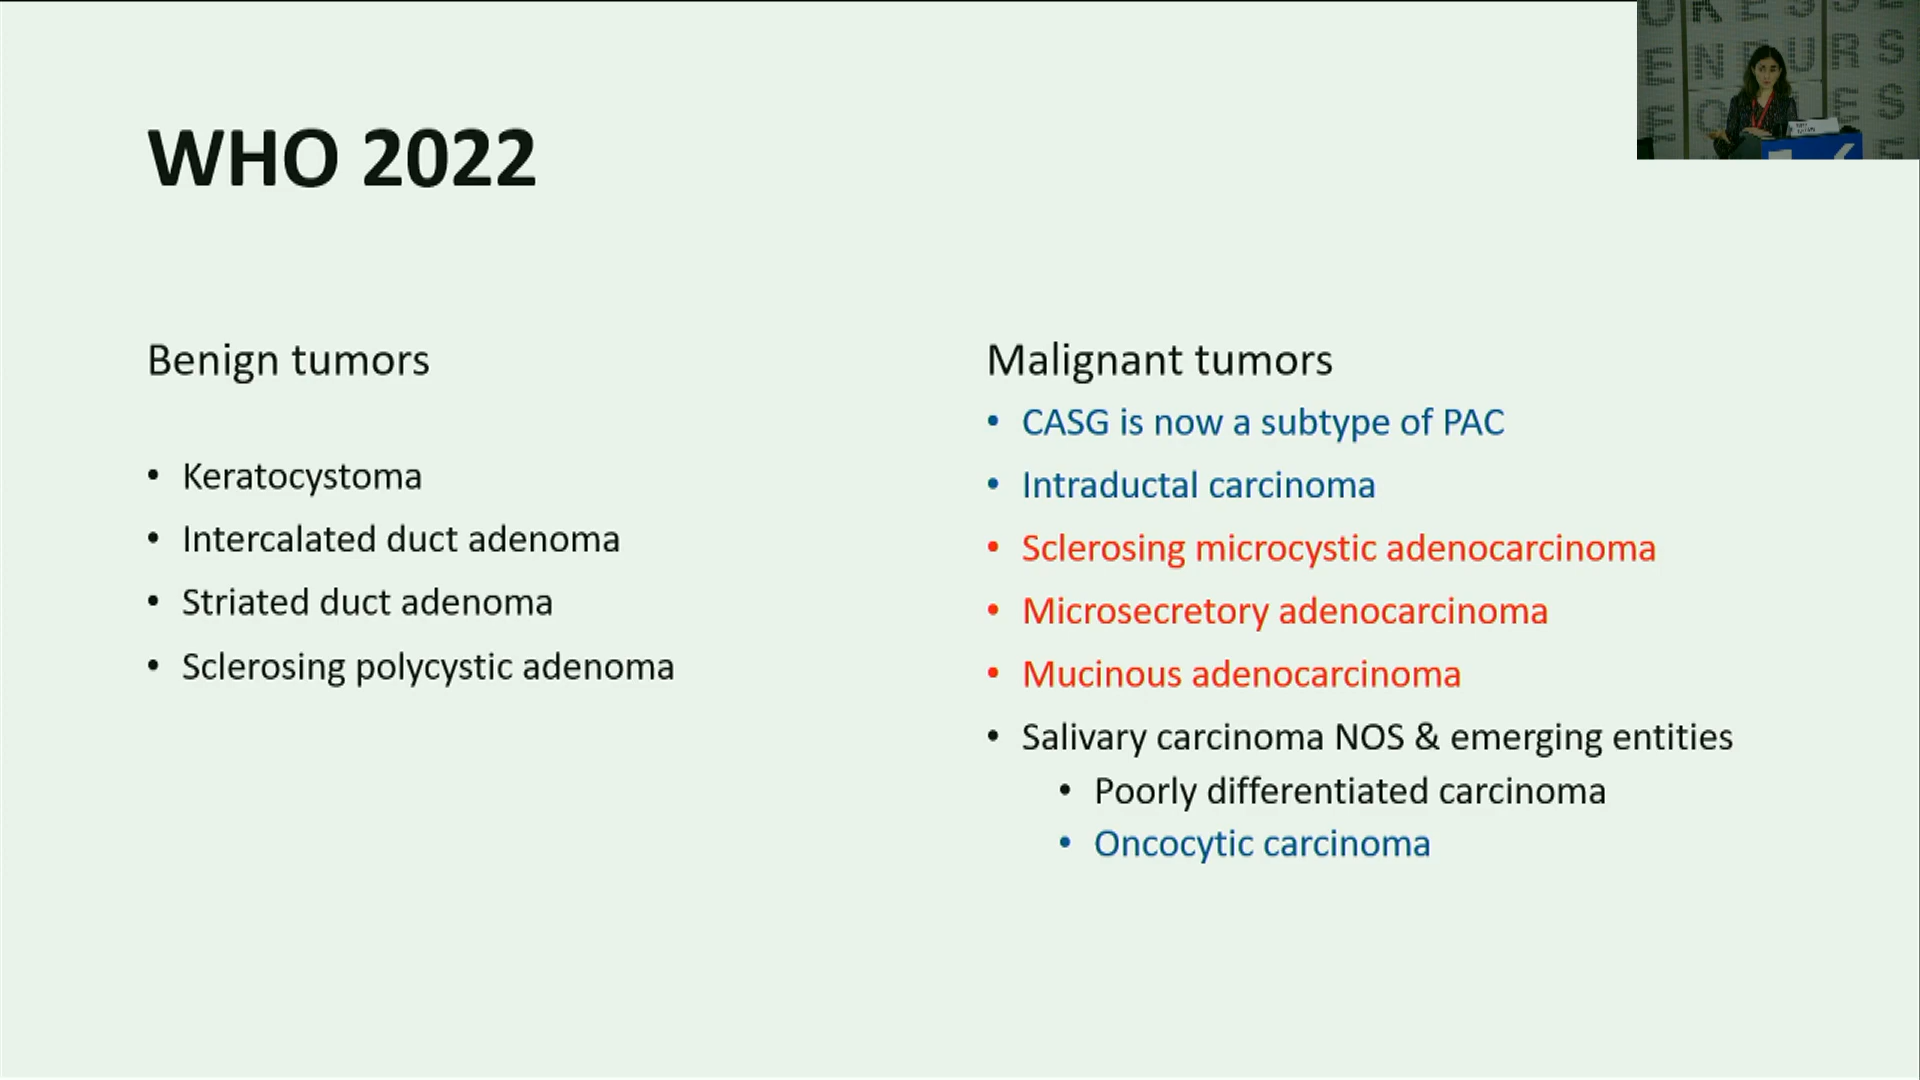 WHO 2022
Benign tumors
• Keratocystoma
• Intercalated duct adenoma
• Striated duct adenoma
• Sclerosing polycystic adenoma
Malignant tumors
• CASG is now a subtype of PAC
• Intraductal carcinoma
• Sclerosing microcystic adenocarcinoma
• Microsecretory adenocarcinoma
• Mucinous adenocarcinoma
• Salivary carcinoma NOS & emerging entities
• Poorly differentiated carcinoma
• Oncocytic carcinoma